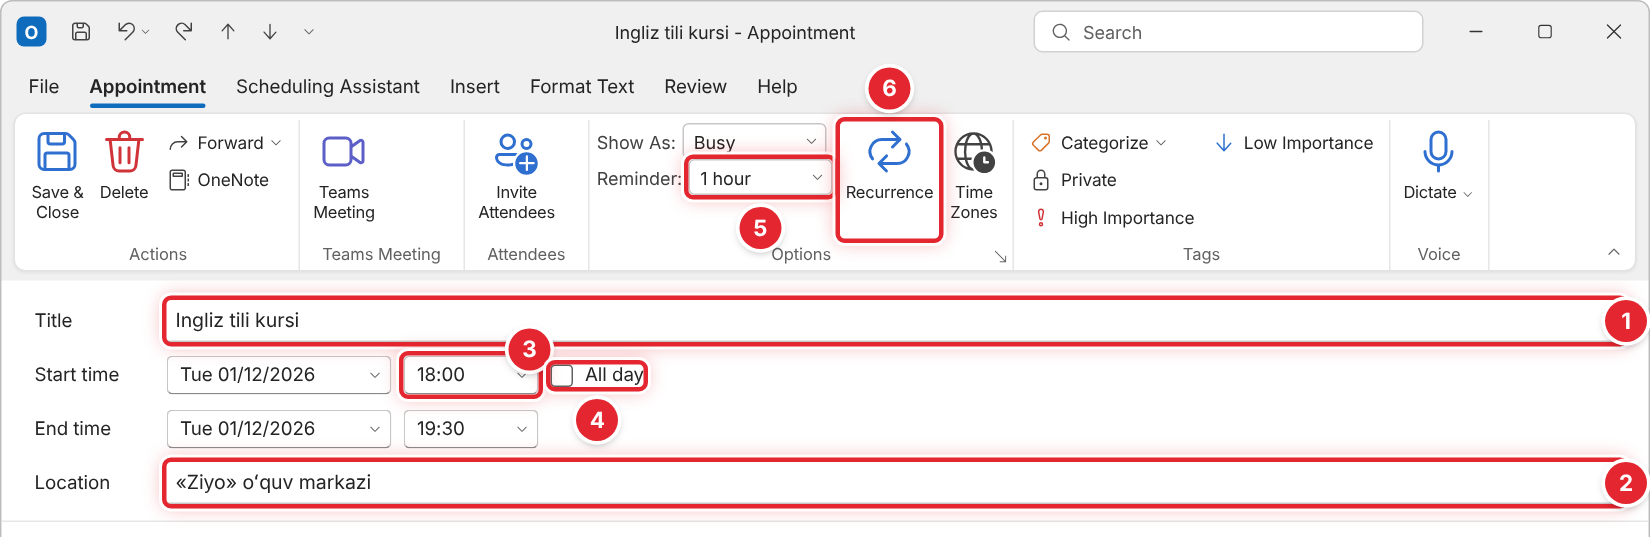 Ingliz tili kursi - Appointment
Search
File Appointment Scheduling Assistant Insert Format Text Review Help
6
Save & Close
Delete
Forward
OneNote
Actions
Teams Meeting
Teams Meeting
Invite Attendees
Attendees
Show As: Busy
Reminder: 1 hour
5
Recurrence
Time Zones
Options
Categorize
Private
High Importance
Low Importance
Tags
Dictate
Voice
Title Ingliz tili kursi 1
Start time Tue 01/12/2026 18:00 3 All day
4
End time Tue 01/12/2026 19:30
Location «Ziyo» oʻquv markazi 2